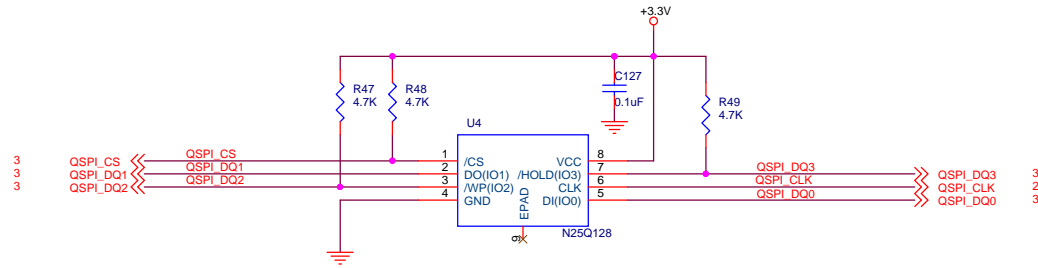 +3.3V
R47
4.7K
R48
4.7K
C127
0.1uF
R49
4.7K
U4
3 QSPI_CS QSPI_CS 1 /CS VCC 8
3 QSPI_DQ1 QSPI_DQ1 2 DO(IO1) /HOLD(IO3) 7 QSPI_DQ3 QSPI_DQ3 3
3 QSPI_DQ2 QSPI_DQ2 3 /WP(IO2) CLK 6 QSPI_CLK QSPI_CLK 2
4 GND DI(IO0) 5 QSPI_DQ0 QSPI_DQ0 3
EPAD
9
N25Q128